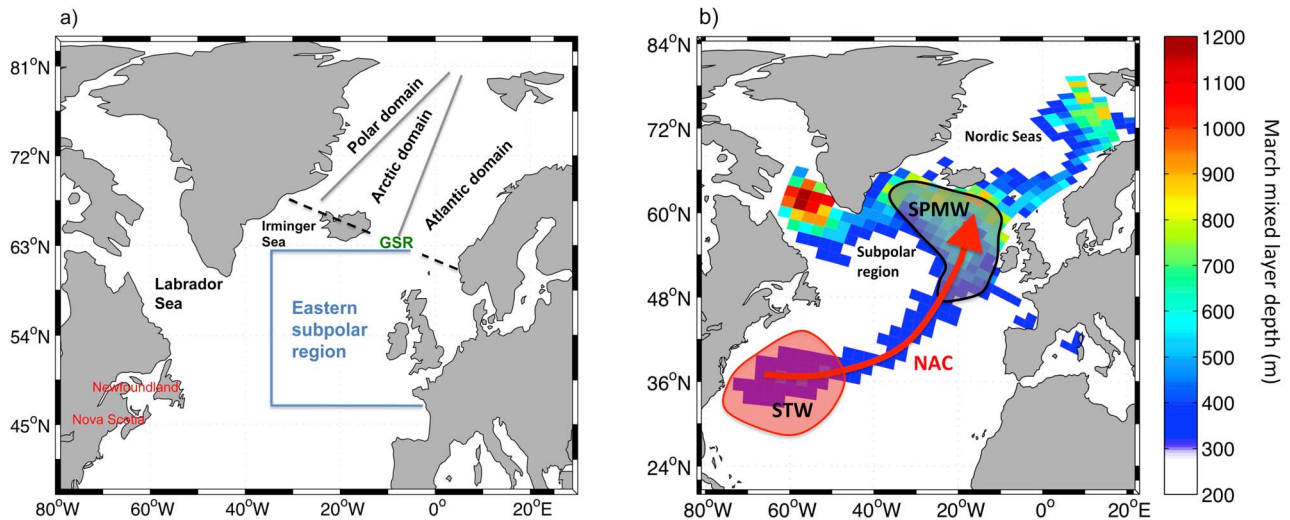 a)
81°N
72°N
63°N
54°N
45°N
80°W
60°W
40°W
20°W
0°
20°E
Polar domain
Arctic domain
Atlantic domain
Irminger
Sea
GSR
Labrador
Sea
Eastern
subpolar
region
Newfoundland
Nova Scotia
b)
84°N
72°N
60°N
48°N
36°N
24°N
80°W
60°W
40°W
20°W
0°
20°E
Nordic Seas
SPMW
Subpolar
region
NAC
STW
1200
1100
1000
900
800
700
600
500
400
300
200
March mixed layer depth (m)